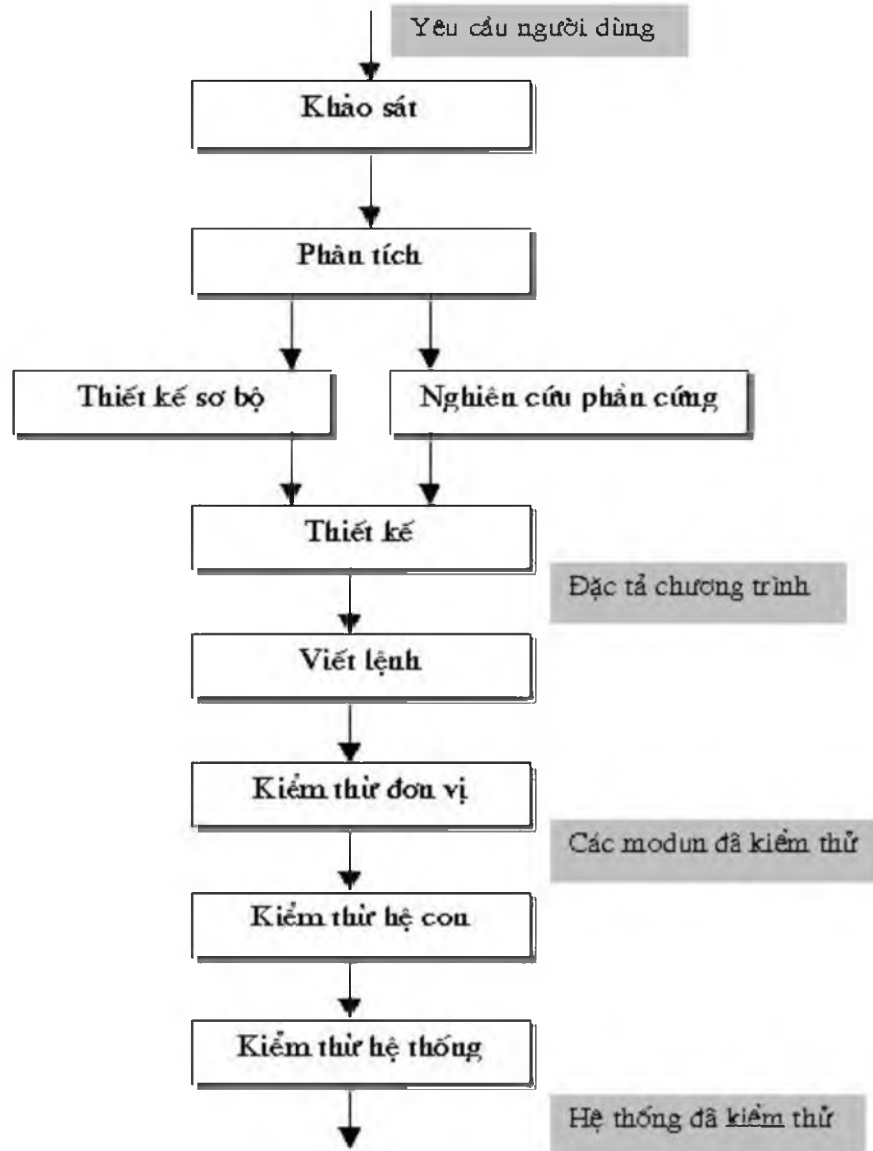 Yêu cầu người dùng
Khảo sát
Phân tích
Thiết kế sơ bộ
Nghiên cứu phần cứng
Thiết kế
Đặc tả chương trình
Viết lệnh
Kiểm thử đơn vị
Các modun đã kiểm thử
Kiểm thử hệ con
Kiểm thử hệ thống
Hệ thống đã kiểm thử